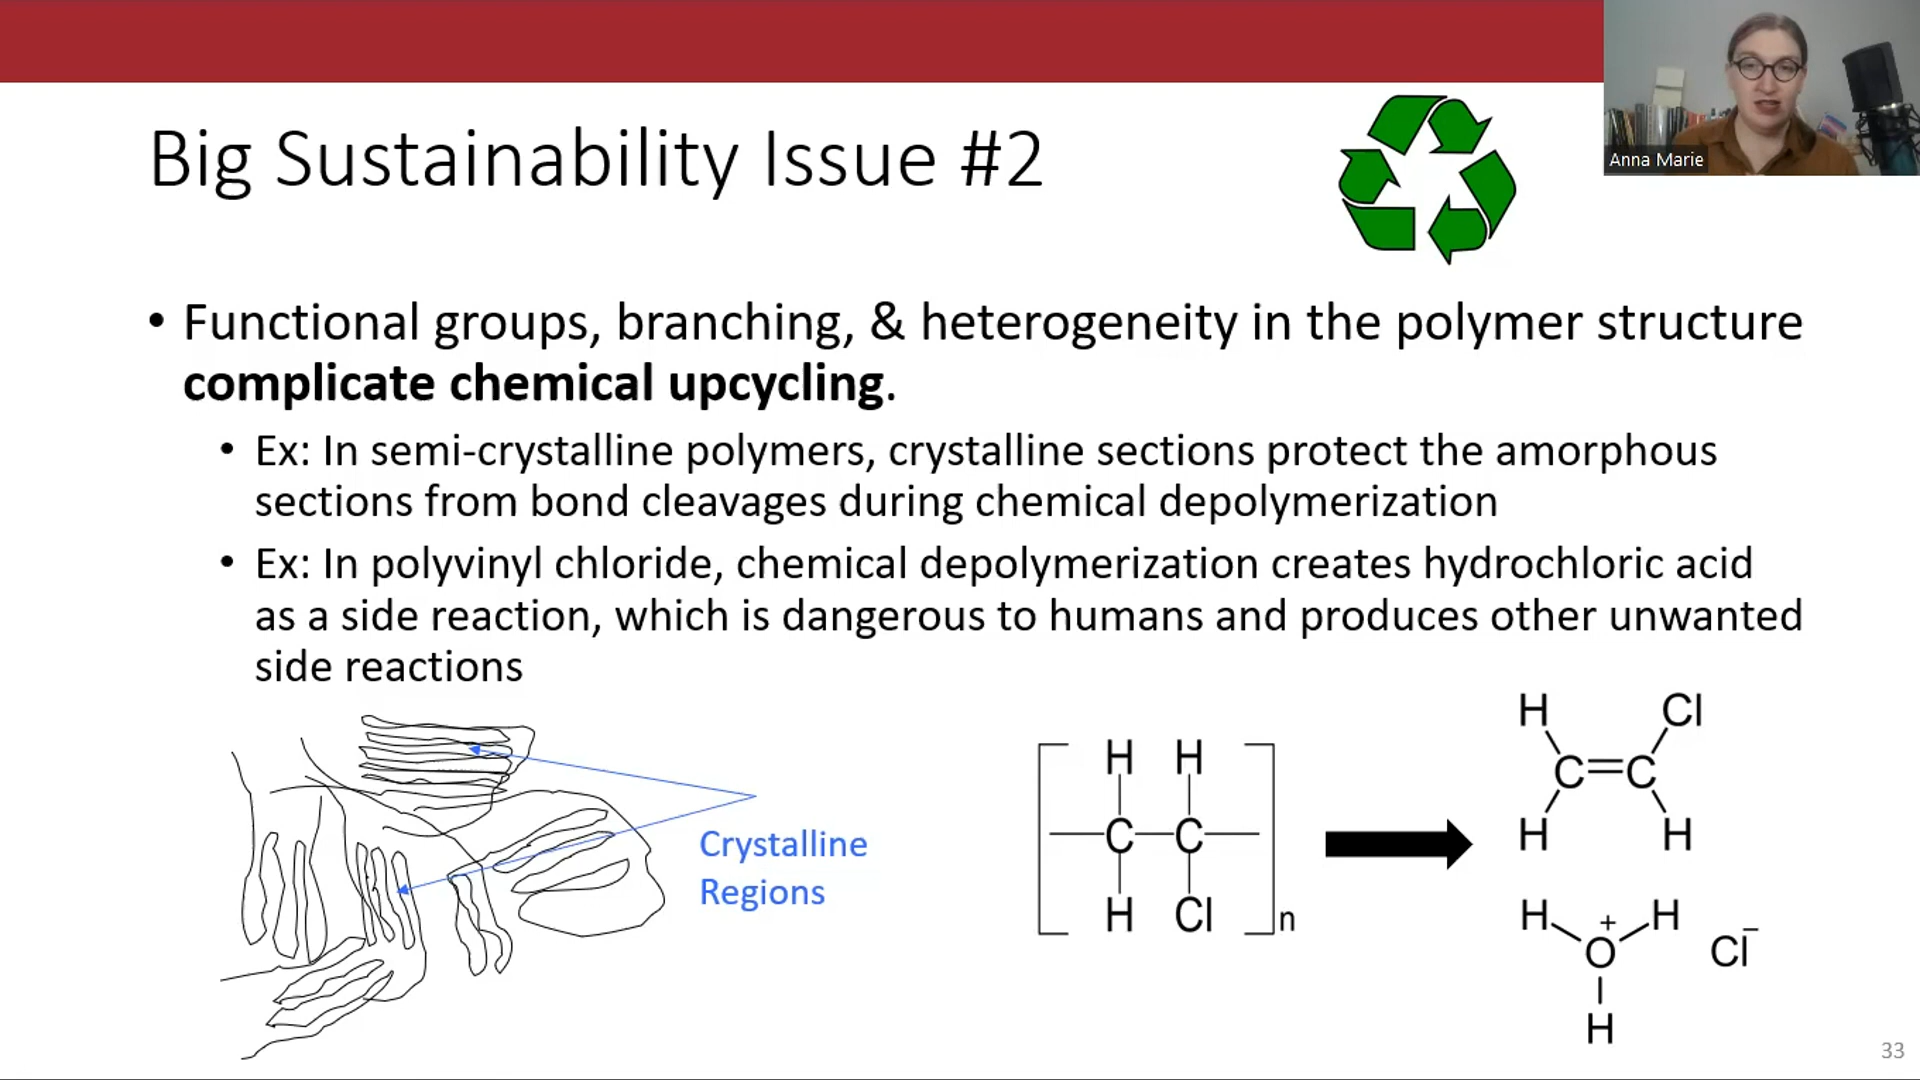 Anna Marie
Big Sustainability Issue #2
• Functional groups, branching, & heterogeneity in the polymer structure
complicate chemical upcycling.
• Ex: In semi-crystalline polymers, crystalline sections protect the amorphous
sections from bond cleavages during chemical depolymerization
• Ex: In polyvinyl chloride, chemical depolymerization creates hydrochloric acid
as a side reaction, which is dangerous to humans and produces other unwanted
side reactions
Crystalline
Regions
H H
C C
H Cl
n
H Cl
C=C
H H
H + H
O Cl⁻
H
33